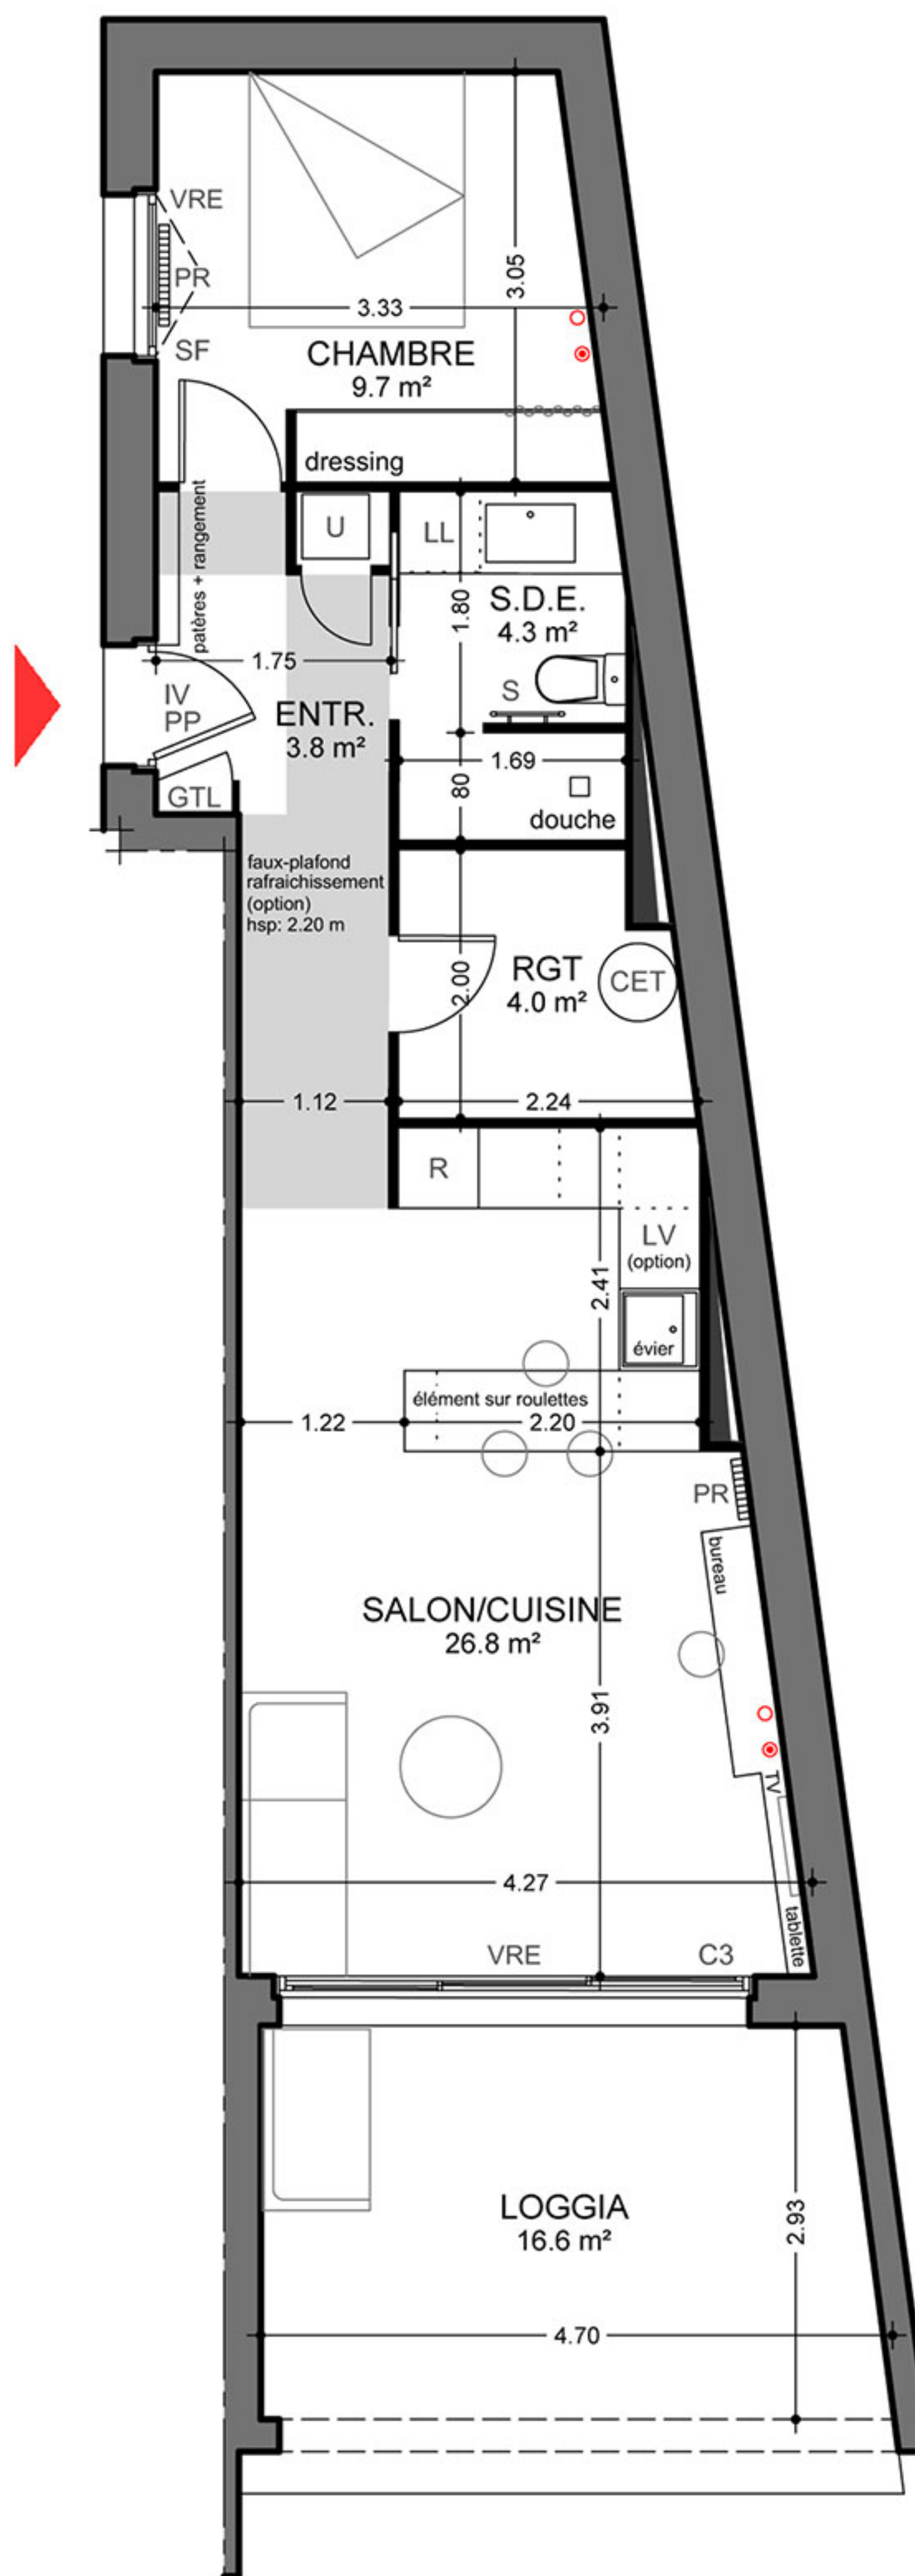 VRE
PR
3.05
3.33
SF
CHAMBRE
9.7 m²
dressing
patères + rangement
U
LL
1.80
S.D.E.
4.3 m²
1.75
S
IV
PP
ENTR.
3.8 m²
1.69
80
GTL
douche
faux-plafond
rafraichissement
(option)
hsp: 2.20 m
2.00
RGT
4.0 m²
CET
1.12
2.24
R
LV
(option)
2.41
évier
élément sur roulettes
1.22
2.20
PR
bureau
SALON/CUISINE
26.8 m²
3.91
TV
4.27
tablette
VRE
C3
LOGGIA
16.6 m²
2.93
4.70